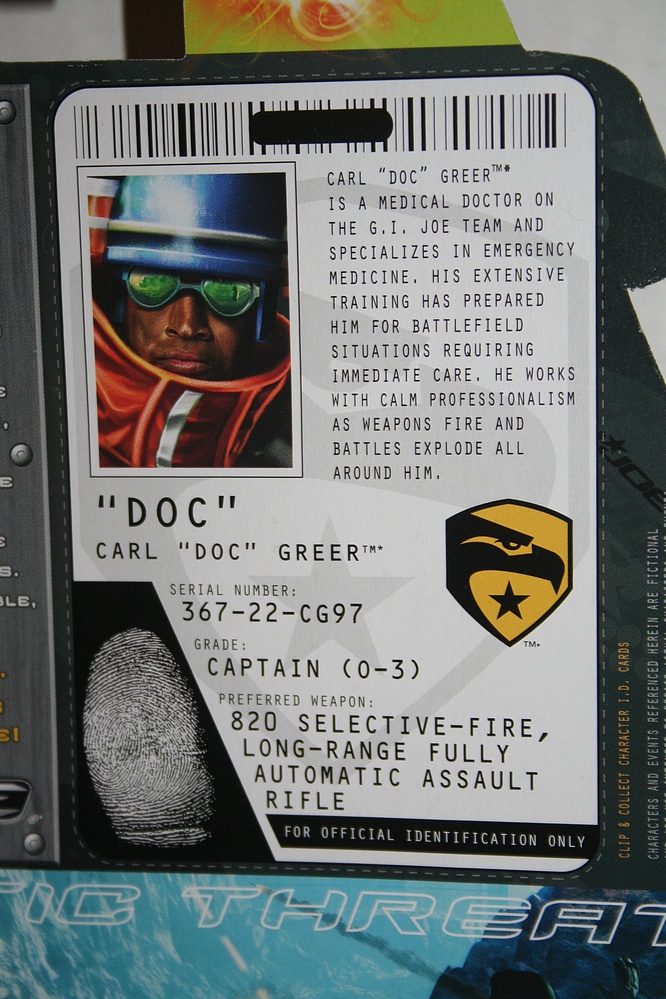 CARL "DOC" GREER™*
IS A MEDICAL DOCTOR ON
THE G.I. JOE TEAM AND
SPECIALIZES IN EMERGENCY
MEDICINE. HIS EXTENSIVE
TRAINING HAS PREPARED
HIM FOR BATTLEFIELD
SITUATIONS REQUIRING
IMMEDIATE CARE. HE WORKS
WITH CALM PROFESSIONALISM
AS WEAPONS FIRE AND
BATTLES EXPLODE ALL
AROUND HIM.
"DOC"
CARL "DOC" GREER™*
SERIAL NUMBER:
367-22-CG97
GRADE:
CAPTAIN (O-3)
PREFERRED WEAPON:
820 SELECTIVE-FIRE,
LONG-RANGE FULLY
AUTOMATIC ASSAULT
RIFLE
TM*
FOR OFFICIAL IDENTIFICATION ONLY
CLIP & COLLECT CHARACTER I.D. CARDS
CHARACTERS AND EVENTS REFERENCED HEREIN ARE FICTIONAL
JOE
TIC THREAT